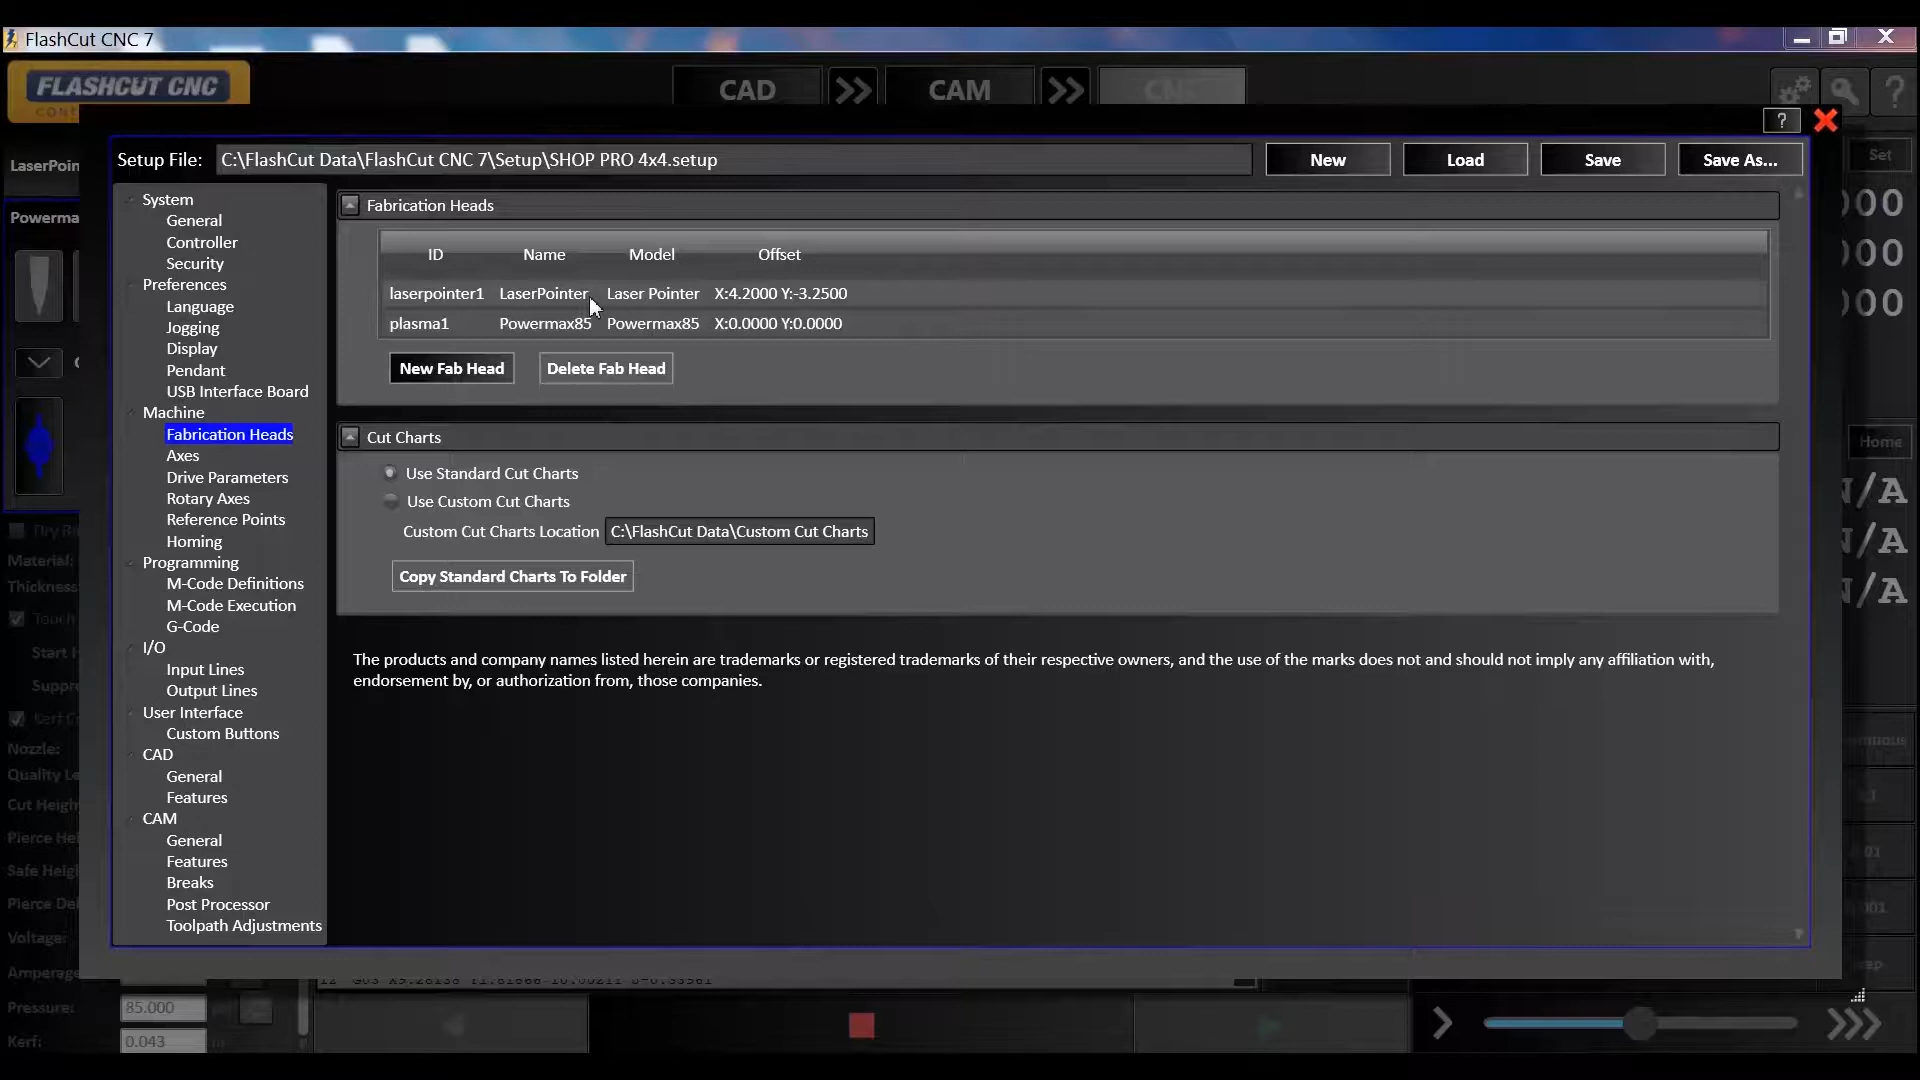 FlashCut CNC 7
FLASHCUT CNC
CAD
CAM
CNC
?
?
Setup File:
C:\FlashCut Data\FlashCut CNC 7\Setup\SHOP PRO 4x4.setup
New
Load
Save
Save As...
LaserPoin
Powerma
Set
System
General
Controller
Security
Preferences
Language
Jogging
Display
Pendant
USB Interface Board
Machine
Fabrication Heads
Axes
Drive Parameters
Rotary Axes
Reference Points
Homing
Programming
M-Code Definitions
M-Code Execution
G-Code
I/O
Input Lines
Output Lines
User Interface
Custom Buttons
CAD
General
Features
CAM
General
Features
Breaks
Post Processor
Toolpath Adjustments
Fabrication Heads
ID Name Model Offset
laserpointer1 LaserPointer Laser Pointer X:4.2000 Y:-3.2500
plasma1 Powermax85 Powermax85 X:0.0000 Y:0.0000
New Fab Head
Delete Fab Head
Cut Charts
Use Standard Cut Charts
Use Custom Cut Charts
Custom Cut Charts Location C:\FlashCut Data\Custom Cut Charts
Copy Standard Charts To Folder
The products and company names listed herein are trademarks or registered trademarks of their respective owners, and the use of the marks does not and should not imply any affiliation with,
endorsement by, or authorization from, those companies.
Home
Material:
Thickness
Touch
Start H
Suppre
Kerf C
Nozzle:
Quality Le
Cut Heigh
Pierce Hei
Safe Heigh
Pierce Del
Voltage:
Amperage
Pressure: 85.000
Kerf: 0.043